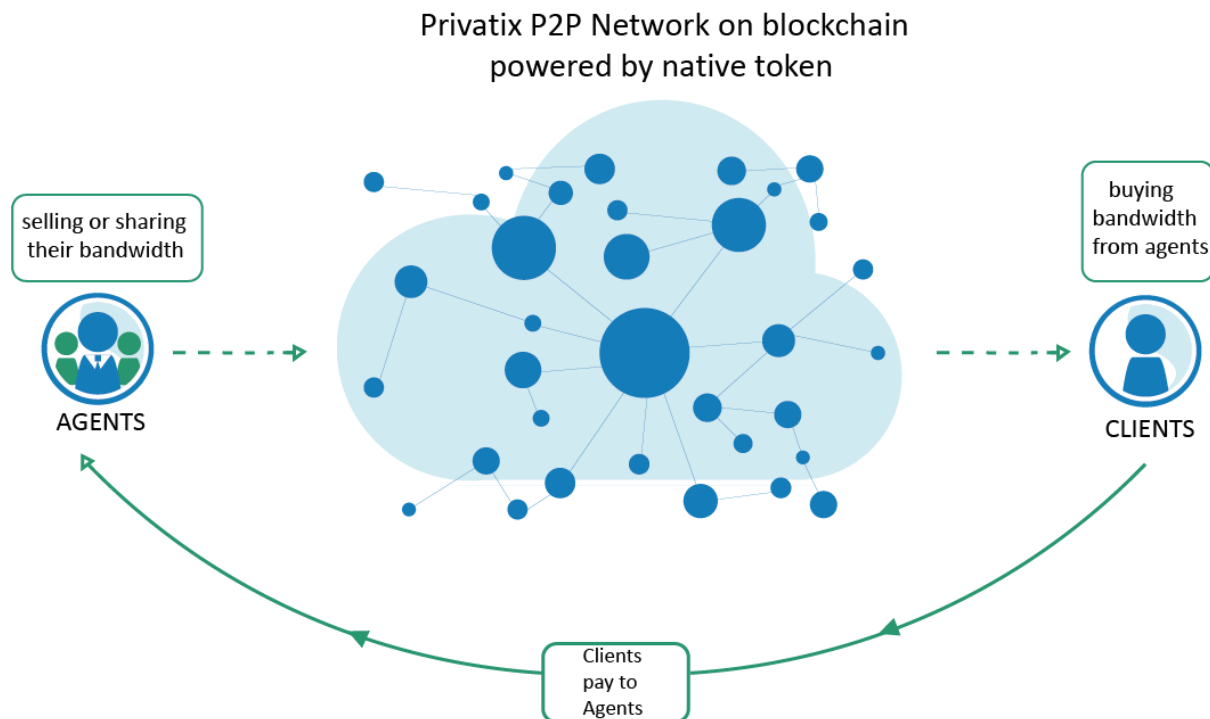 Privatix P2P Network on blockchain
powered by native token
selling or sharing
their bandwidth
AGENTS
buying
bandwidth
from agents
CLIENTS
Clients
pay to
Agents